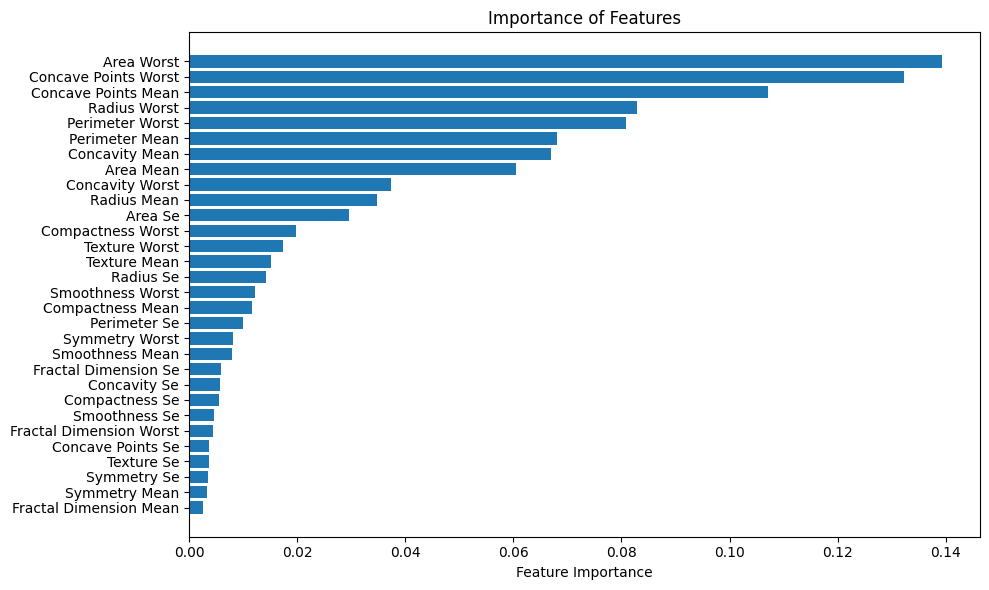 Importance of Features
Area Worst
Concave Points Worst
Concave Points Mean
Radius Worst
Perimeter Worst
Perimeter Mean
Concavity Mean
Area Mean
Concavity Worst
Radius Mean
Area Se
Compactness Worst
Texture Worst
Texture Mean
Radius Se
Smoothness Worst
Compactness Mean
Perimeter Se
Symmetry Worst
Smoothness Mean
Fractal Dimension Se
Concavity Se
Compactness Se
Smoothness Se
Fractal Dimension Worst
Concave Points Se
Texture Se
Symmetry Se
Symmetry Mean
Fractal Dimension Mean
0.00 0.02 0.04 0.06 0.08 0.10 0.12 0.14
Feature Importance